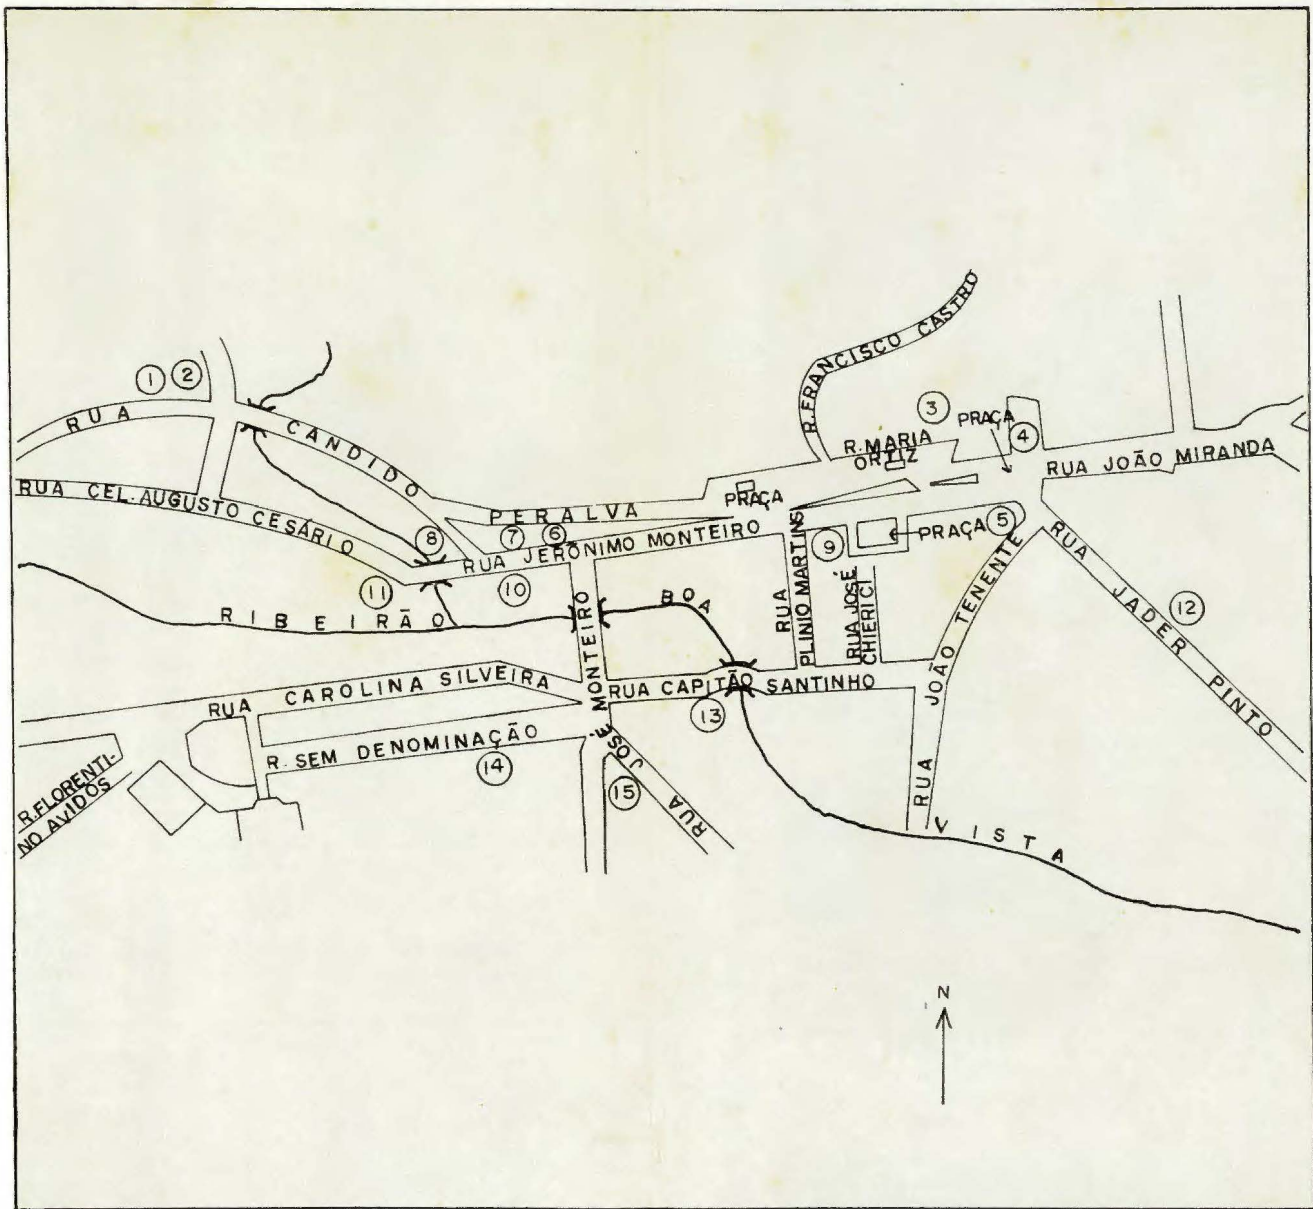 R. FRANCISCO CASTRO
1
2
RUA CANDIDO PERALVA
3
PRAÇA
4
R. MARIA
ORTIZ
RUA JOÃO MIRANDA
RUA CEL. AUGUSTO CESÁRIO
PRAÇA
5
PRAÇA
8
7
6
RUA JERÔNIMO MONTEIRO
9
10
11
RUA
PLINIO MARTINS
RUA JOSÉ
CHIERICI
RUA JOÃO TENENTE
RUA JADER PINTO
12
RIBEIRÃO BOA VISTA
RUA CAROLINA SILVEIRA
RUA JOSÉ MONTEIRO
RUA CAPITÃO SANTINHO
13
R. SEM DENOMINAÇÃO
14
15
R. FLORENTI-
NO AVIDOS
N